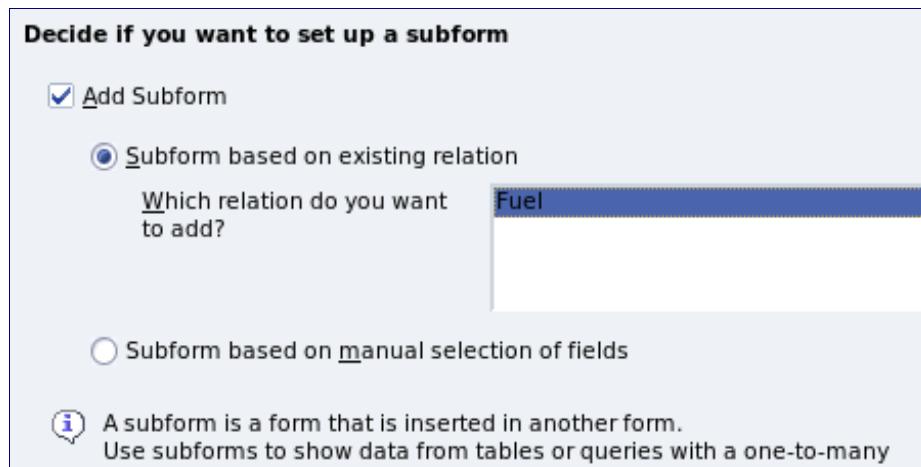 Decide if you want to set up a subform
Add Subform
Subform based on existing relation
Which relation do you want
to add?
Fuel
Subform based on manual selection of fields
A subform is a form that is inserted in another form.
Use subforms to show data from tables or queries with a one-to-many